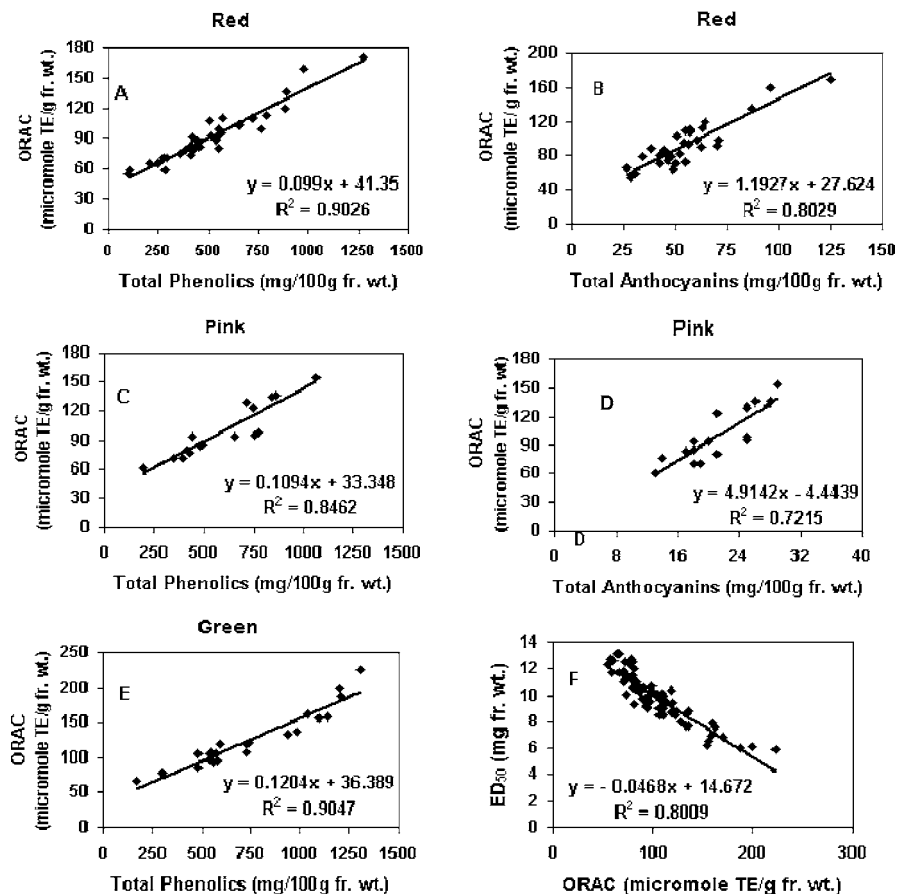 Red
ORAC
(micromole TE/g fr. wt.)
180
150
120
90
60
30
0
A
y = 0.099x + 41.35
R² = 0.9026
0 250 500 750 1000 1250 1500
Total Phenolics (mg/100g fr. wt.)
Red
ORAC
(micromole TE/ g fr. wt.)
200
160
120
80
40
0
B
y = 1.1927x + 27.624
R² = 0.8029
0 25 50 75 100 125 150
Total Anthocyanins (mg/100g fr. wt.)
Pink
ORAC
(micromole TE/g fr. wt.)
180
150
120
90
60
30
0
C
y = 0.1094x + 33.348
R² = 0.8462
0 250 500 750 1000 1250 1500
Total Phenolics (mg/100g fr. wt.)
Pink
ORAC
(micromole TE/g fr. wt.)
180
150
120
90
60
30
0
D
y = 4.9142x - 4.4439
R² = 0.7215
D
0 8 16 24 32 40
Total Anthocyanins (mg/100g fr. wt.)
Green
ORAC
(micromole TE/g fr. wt.)
250
200
150
100
50
0
E
y = 0.1204x + 36.389
R² = 0.9047
0 250 500 750 1000 1250 1500
Total Phenolics (mg/100g fr. wt.)
ED50 (mg fr. wt.)
14
12
10
8
6
4
2
0
F
y = - 0.0468x + 14.672
R² = 0.8009
0 100 200 300
ORAC (micromole TE/g fr. wt.)